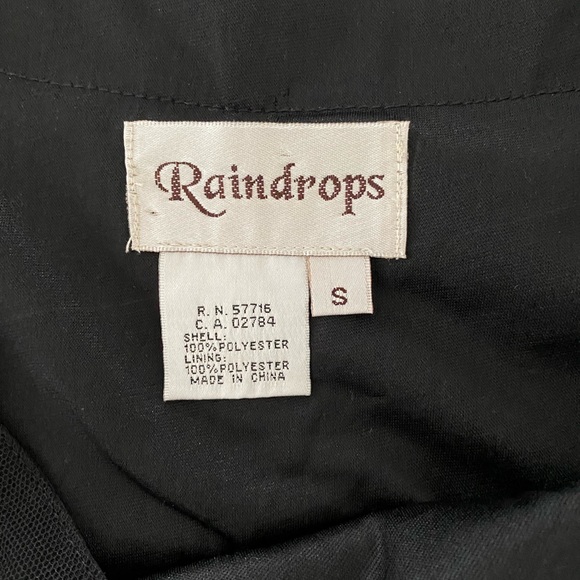 Raindrops
S
R. N. 57716
C. A. 02784
SHELL:
100%POLYESTER
LINING:
100%POLYESTER
MADE IN CHINA